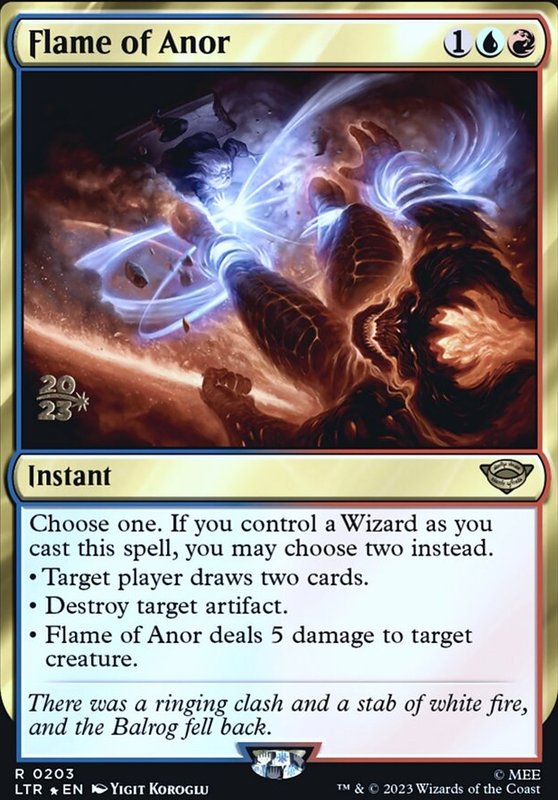 Flame of Anor
1
20
23
Instant
Choose one. If you control a Wizard as you
cast this spell, you may choose two instead.
• Target player draws two cards.
• Destroy target artifact.
• Flame of Anor deals 5 damage to target
creature.
There was a ringing clash and a stab of white fire,
and the Balrog fell back.
R 0203
© MEE
LTR ★ EN YIGIT KOROGLU
™ & © 2023 Wizards of the Coast